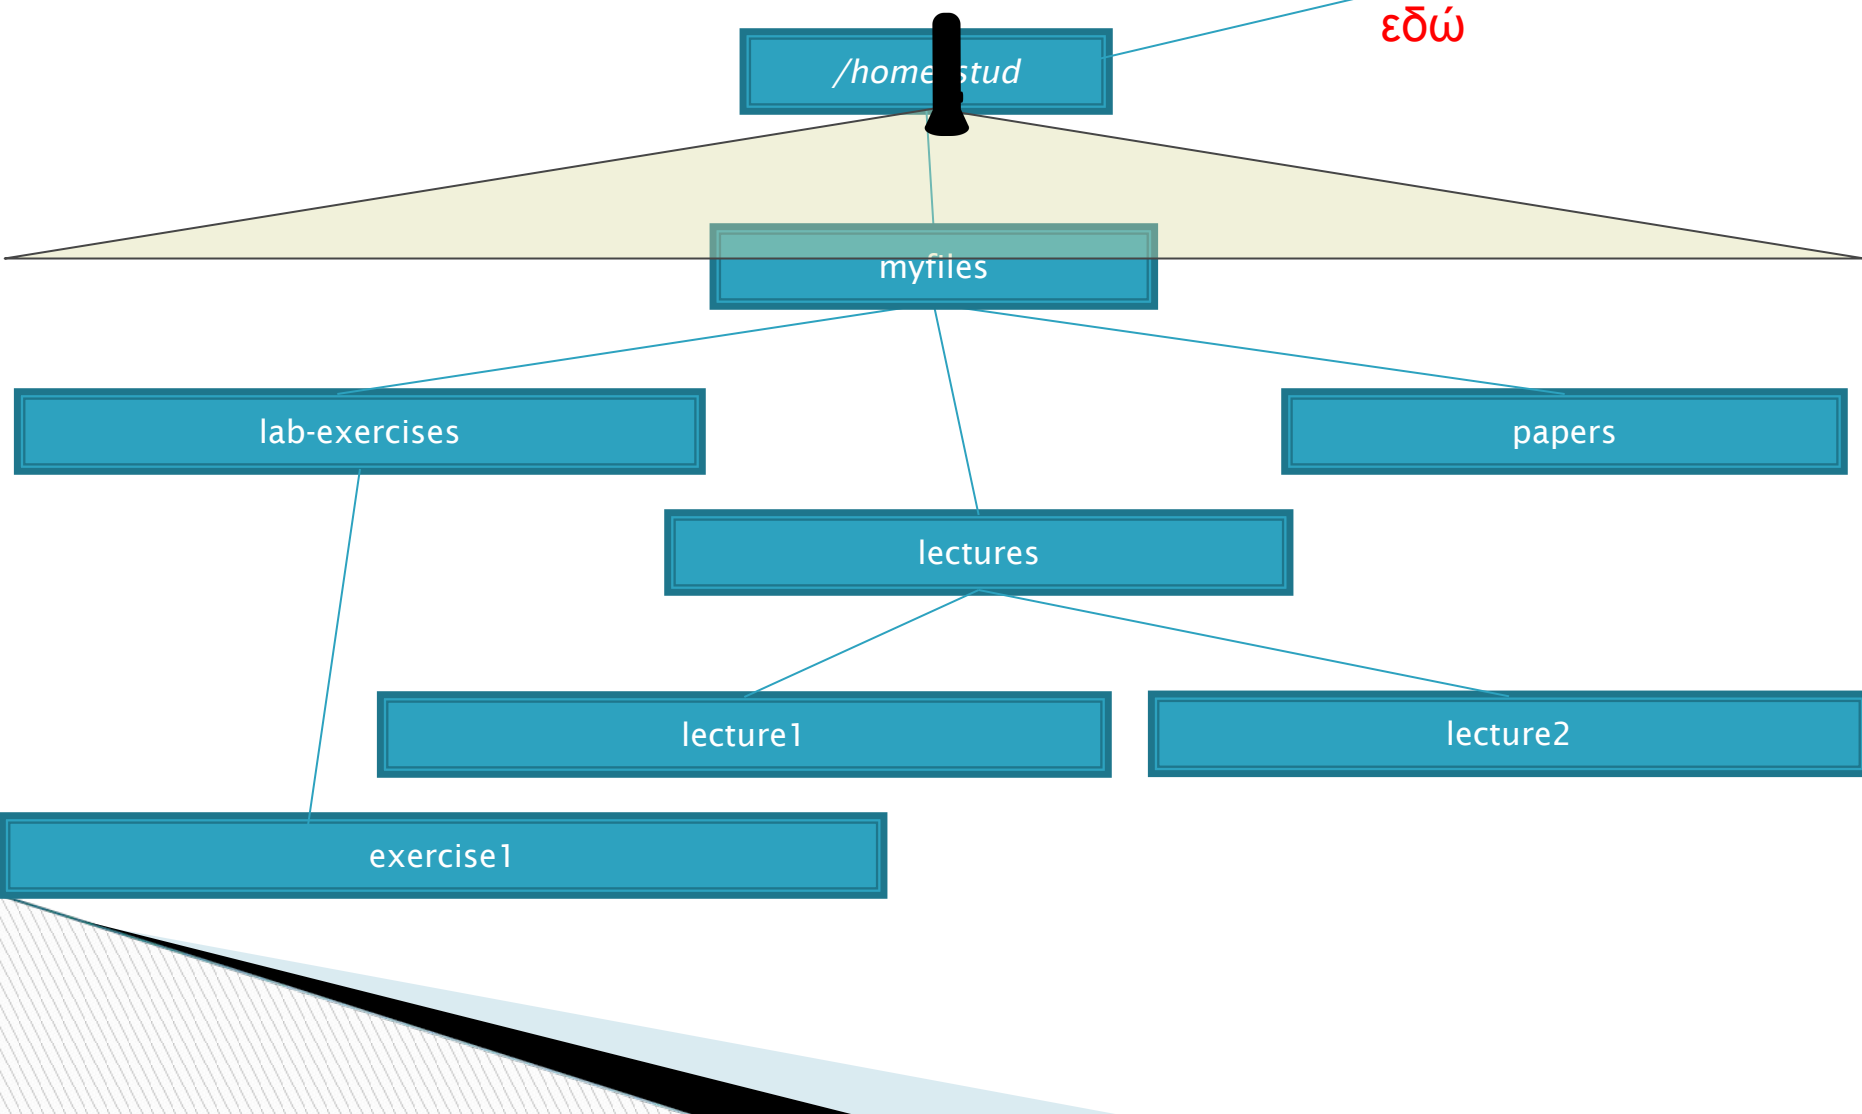 εδώ
/home stud
myfiles
lab-exercises
papers
lectures
lecture1
lecture2
exercise1